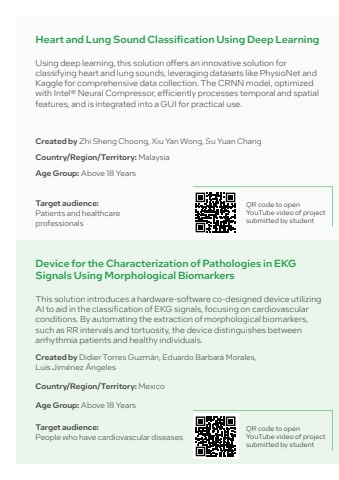 Heart and Lung Sound Classification Using Deep Learning
Using deep learning, this solution offers an innovative solution for
classifying heart and lung sounds, leveraging datasets like PhysioNet and
Kaggle for comprehensive data collection. The CRNN model, optimized
with Intel® Neural Compressor, efficiently processes temporal and spatial
features, and is integrated into a GUI for practical use.
Created by Zhi Sheng Choong, Xiu Yan Wong, Su Yuan Chang
Country/Region/Territory: Malaysia
Age Group: Above 18 Years
Target audience:
Patients and healthcare
professionals
QR code to open
YouTube video of project
submitted by student
Device for the Characterization of Pathologies in EKG
Signals Using Morphological Biomarkers
This solution introduces a hardware-software co-designed device utilizing
AI to aid in the classification of EKG signals, focusing on cardiovascular
conditions. By automating the extraction of morphological biomarkers,
such as RR intervals and tortuosity, the device distinguishes between
arrhythmia patients and healthy individuals.
Created by Didier Torres Guzmán, Eduardo Barbará Morales,
Luis Jiménez Ángeles
Country/Region/Territory: Mexico
Age Group: Above 18 Years
Target audience:
People who have cardiovascular diseases
QR code to open
YouTube video of project
submitted by student